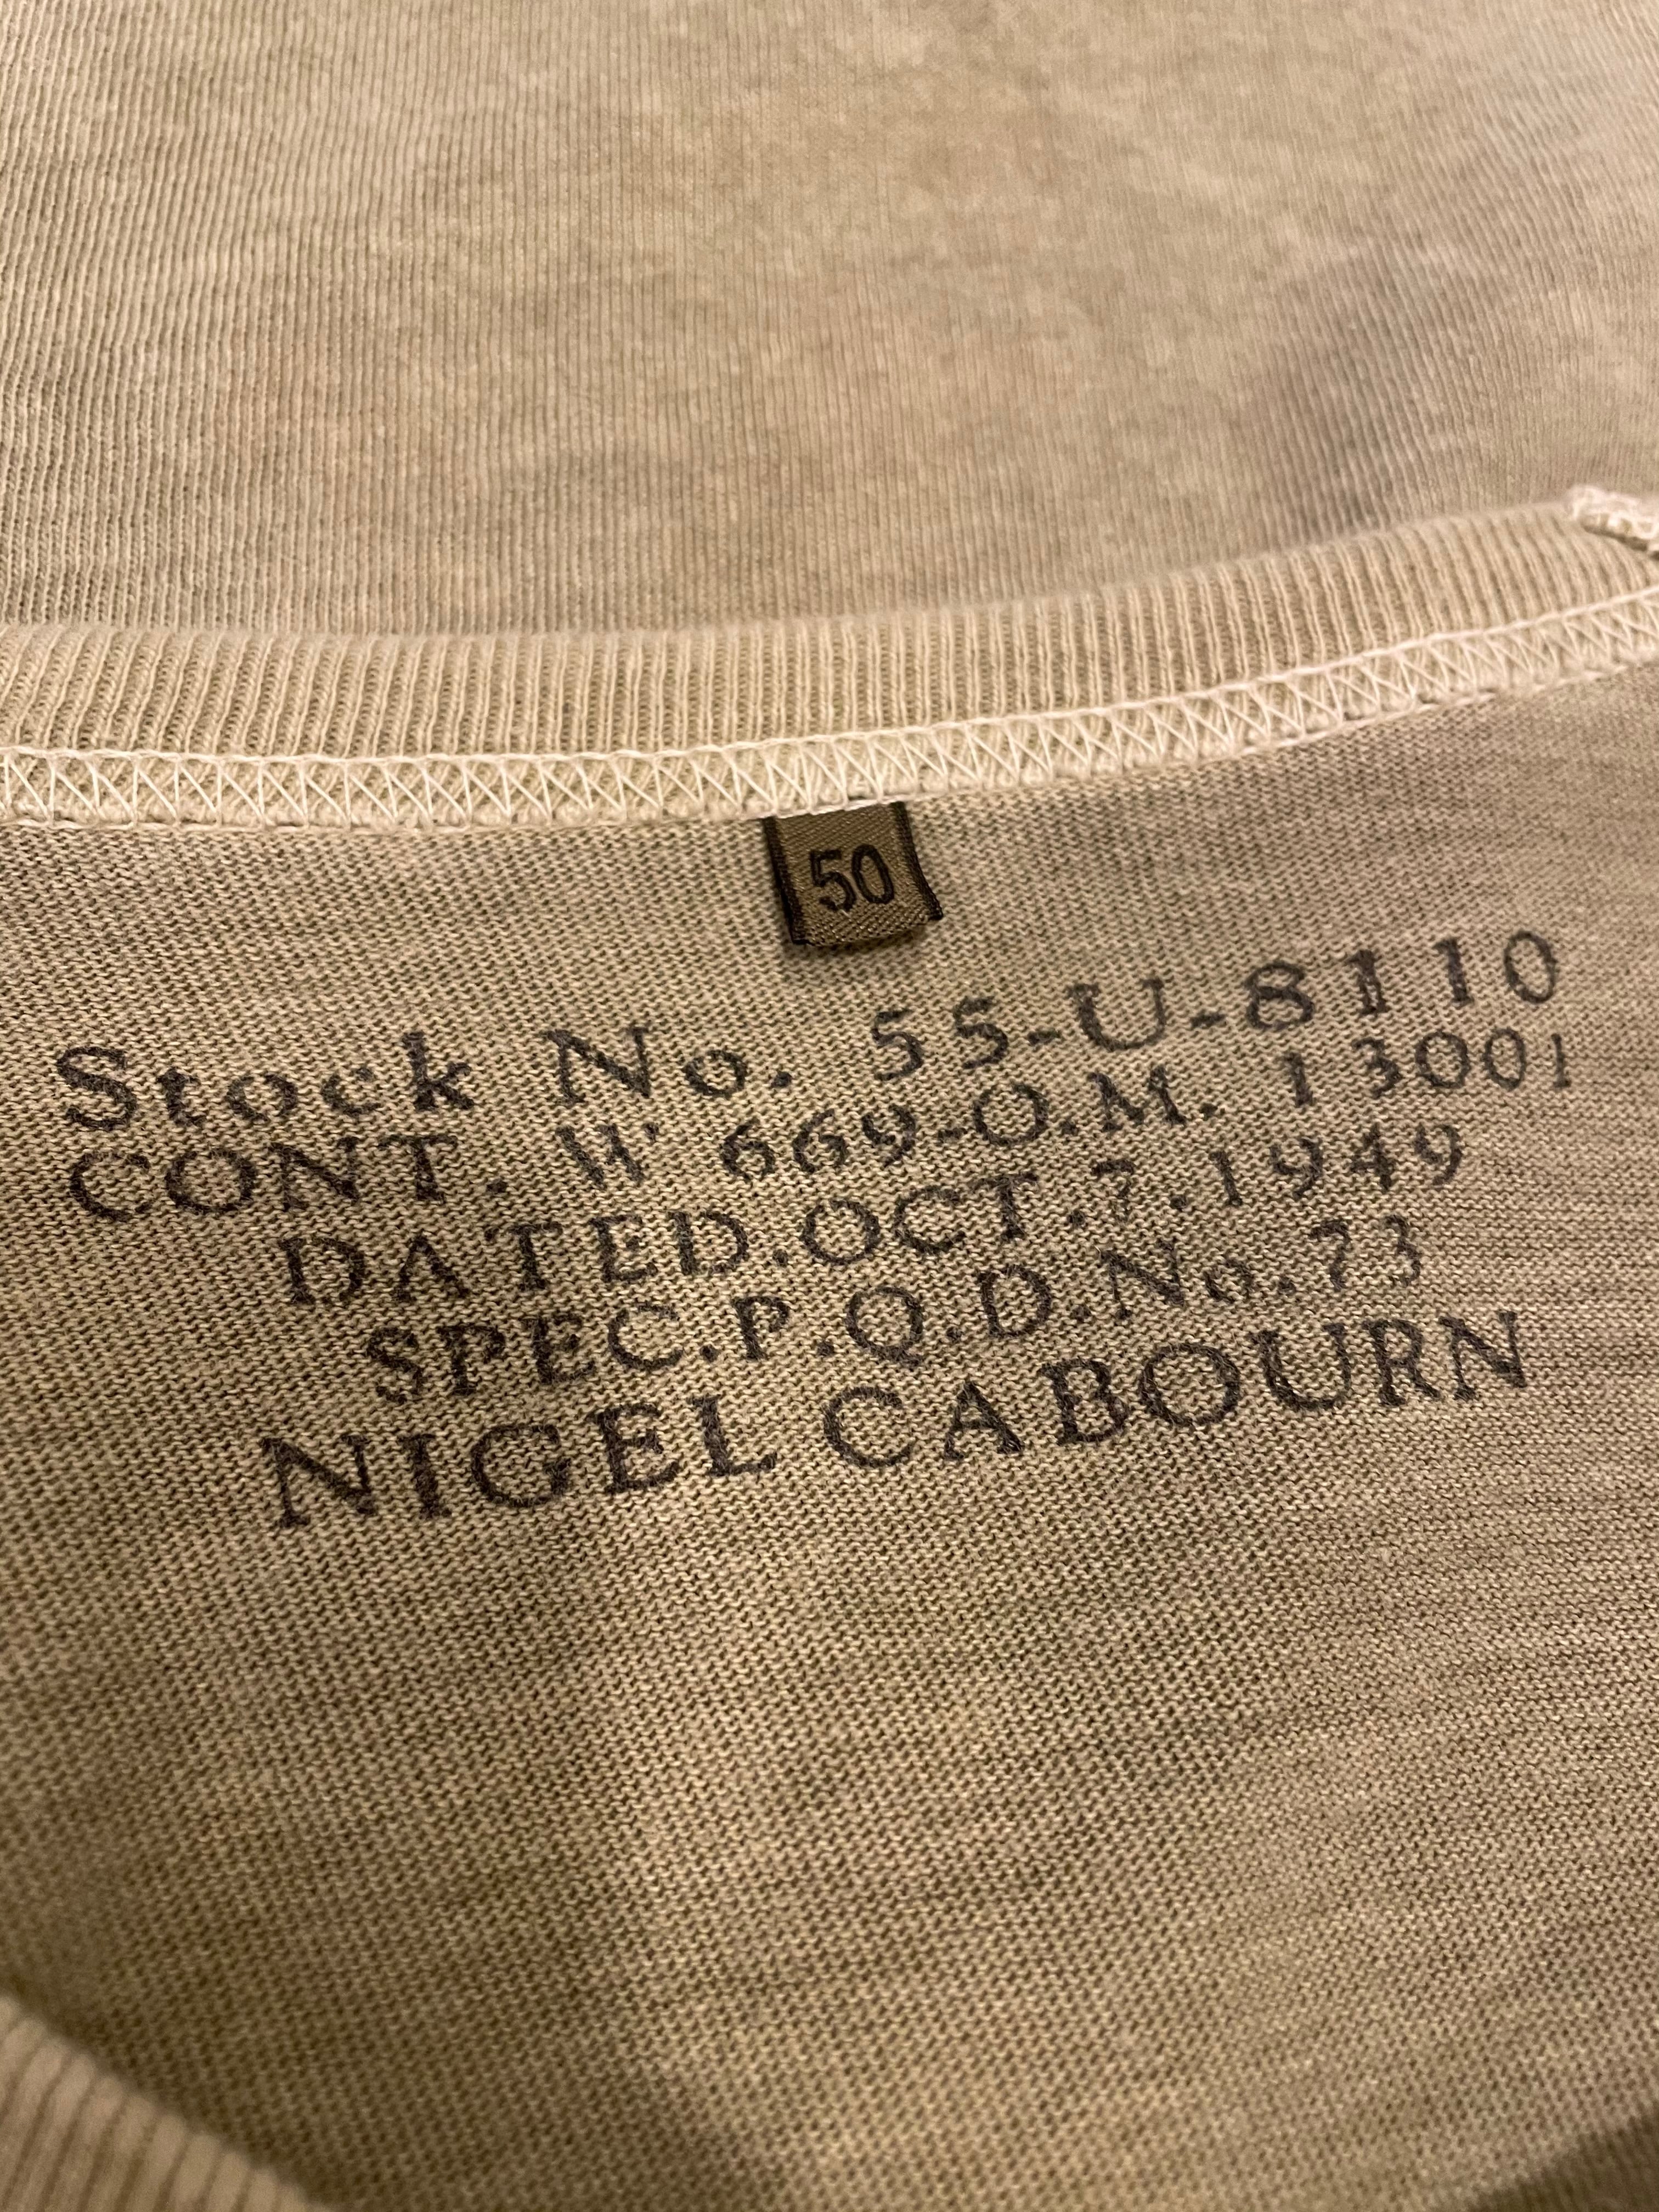 50
Stock No. 55-U-8110
CONT. W 669-O.M. 13001
DATED.OCT.7.1949
SPEC.P.Q.D.No.73
NIGEL CABOURN